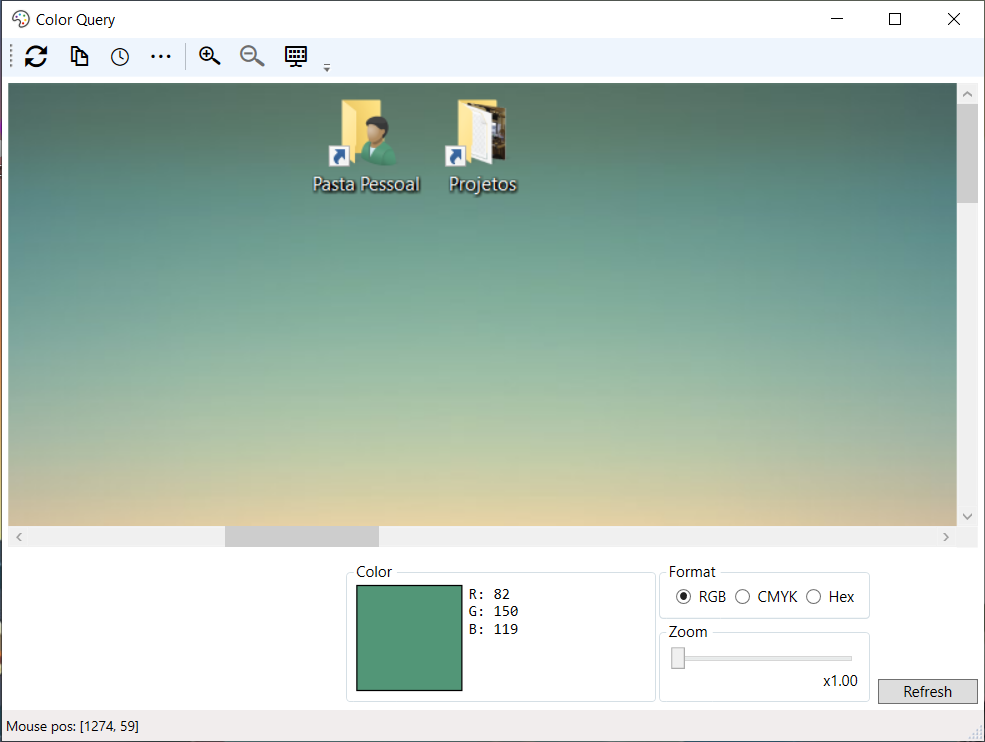 Color Query
Pasta Pessoal
Projetos
Color
R: 82
G: 150
B: 119
Format
RGB
CMYK
Hex
Zoom
x1.00
Refresh
Mouse pos: [1274, 59]